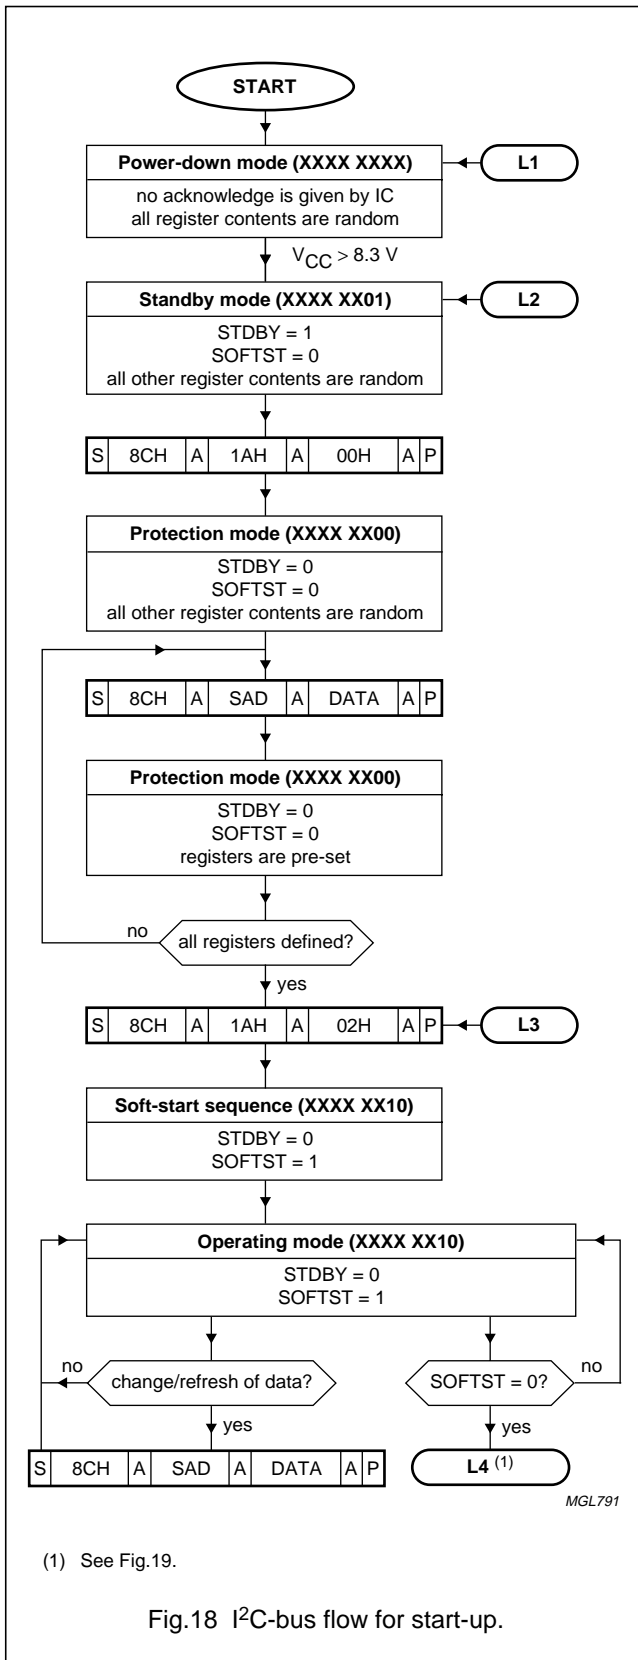 START
Power-down mode (XXXX XXXX)
L1
no acknowledge is given by IC
all register contents are random
VCC > 8.3 V
Standby mode (XXXX XX01)
L2
STDBY = 1
SOFTST = 0
all other register contents are random
S 8CH A 1AH A 00H A P
Protection mode (XXXX XX00)
STDBY = 0
SOFTST = 0
all other register contents are random
S 8CH A SAD A DATA A P
Protection mode (XXXX XX00)
STDBY = 0
SOFTST = 0
registers are pre-set
no
all registers defined?
yes
S 8CH A 1AH A 02H A P
L3
Soft-start sequence (XXXX XX10)
STDBY = 0
SOFTST = 1
Operating mode (XXXX XX10)
STDBY = 0
SOFTST = 1
no
change/refresh of data?
SOFTST = 0?
no
yes
yes
S 8CH A SAD A DATA A P
L4 (1)
MGL791
(1) See Fig.19.
Fig.18 I²C-bus flow for start-up.